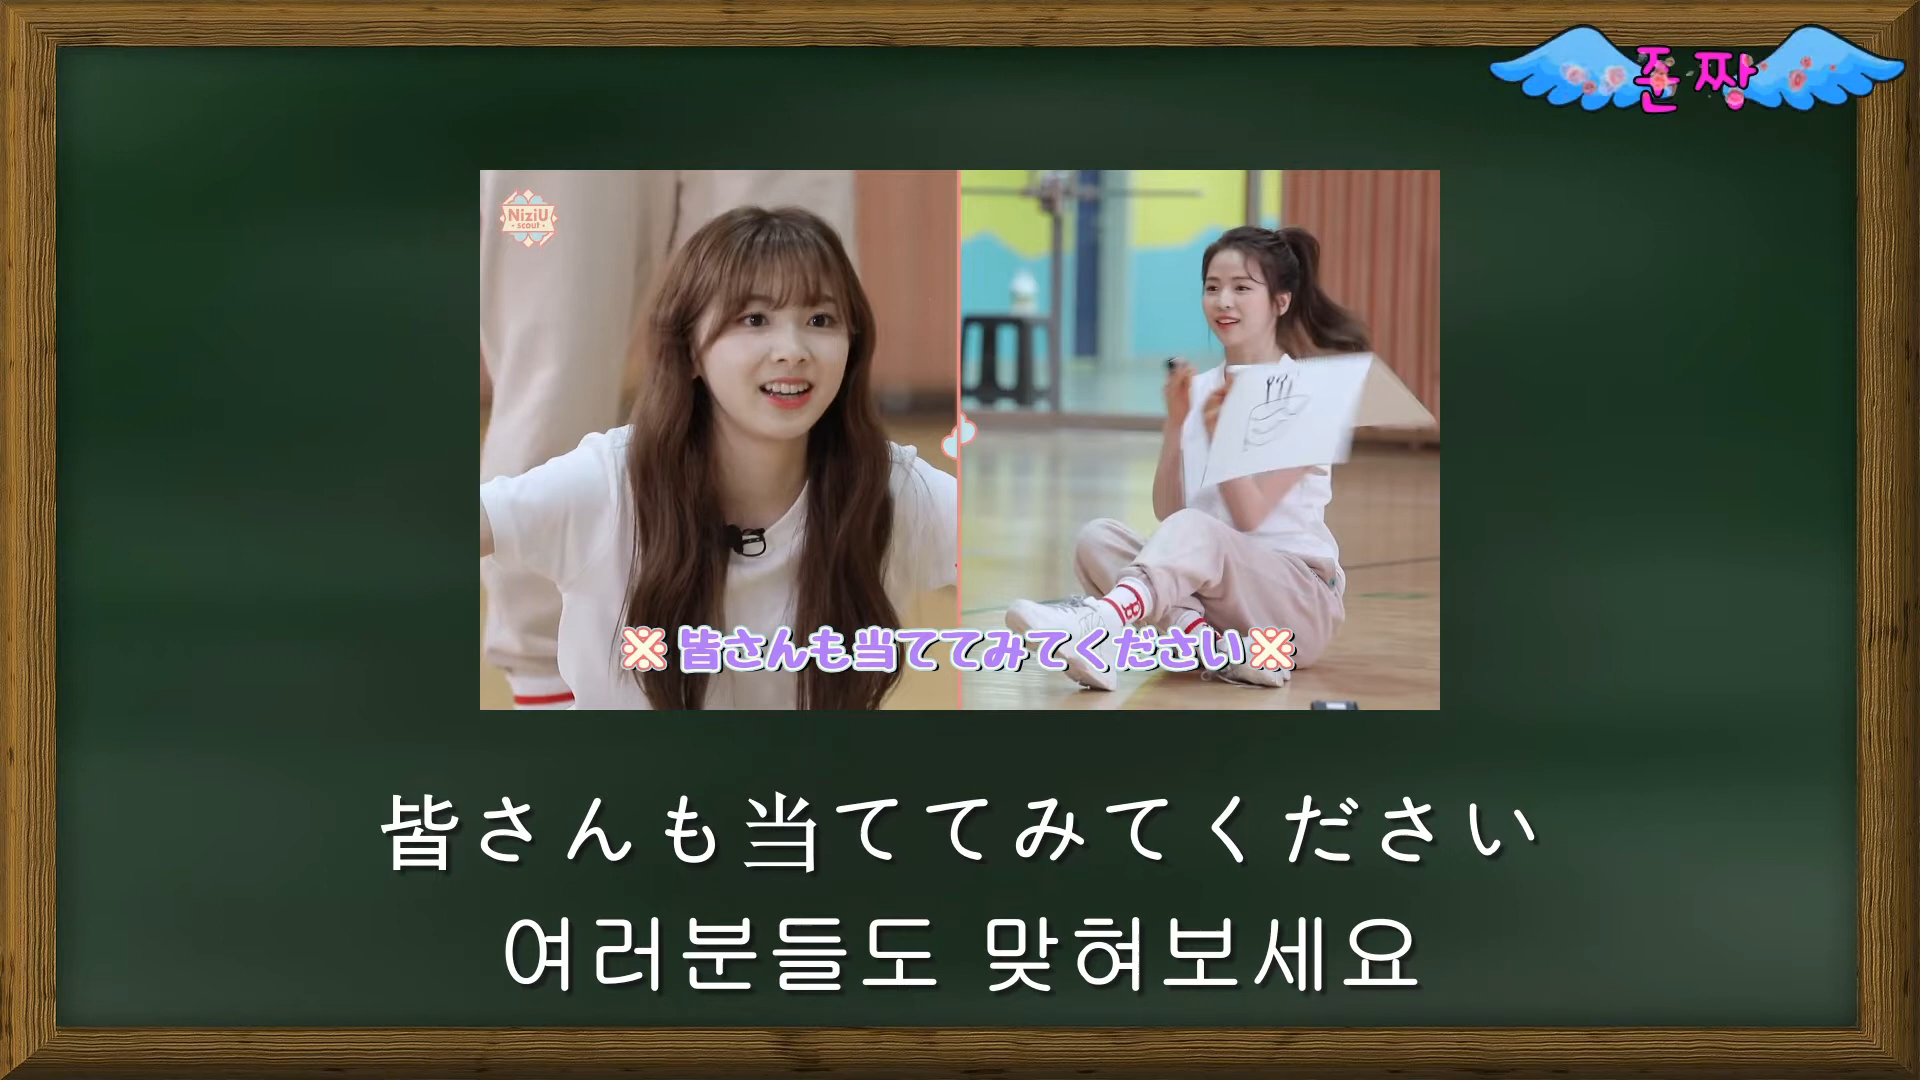 존짱
NiziU
scout
※皆さんも当ててみてください※
皆さんも当ててみてください
여러분들도 맞혀보세요